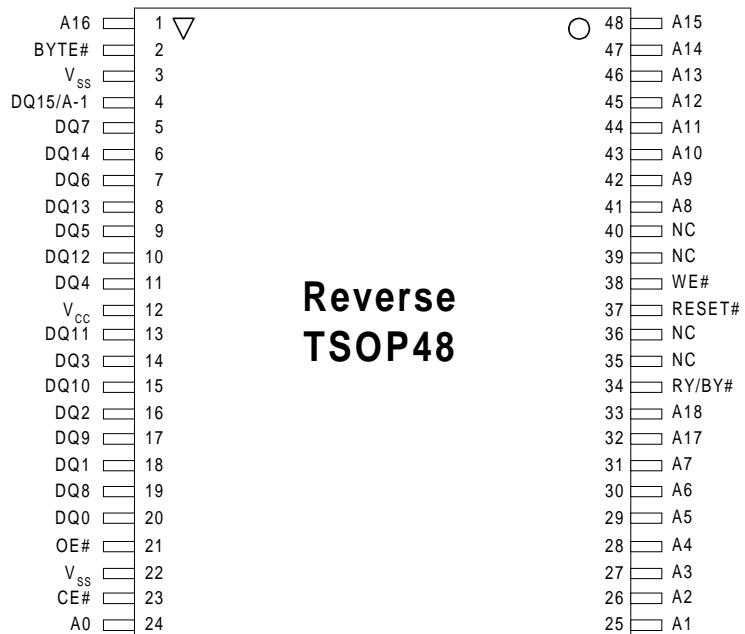 A16 1 48 A15
BYTE# 2 47 A14
VSS 3 46 A13
DQ15/A-1 4 45 A12
DQ7 5 44 A11
DQ14 6 43 A10
DQ6 7 42 A9
DQ13 8 41 A8
DQ5 9 40 NC
DQ12 10 39 NC
DQ4 11 38 WE#
VCC 12 37 RESET#
DQ11 13 36 NC
DQ3 14 35 NC
DQ10 15 34 RY/BY#
DQ2 16 33 A18
DQ9 17 32 A17
DQ1 18 31 A7
DQ8 19 30 A6
DQ0 20 29 A5
OE# 21 28 A4
VSS 22 27 A3
CE# 23 26 A2
A0 24 25 A1
Reverse
TSOP48